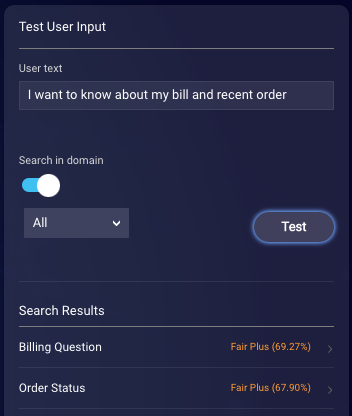 Test User Input
User text
I want to know about my bill and recent order
Search in domain
All
Test
Search Results
Billing Question Fair Plus (69.27%)
Order Status Fair Plus (67.90%)